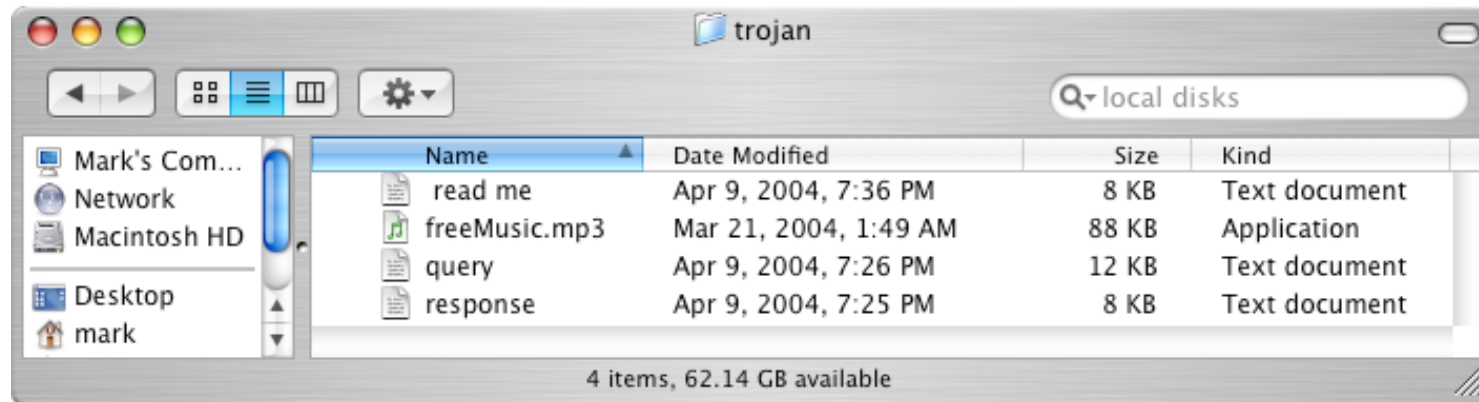 trojan
local disks
Name Date Modified Size Kind
read me Apr 9, 2004, 7:36 PM 8 KB Text document
freeMusic.mp3 Mar 21, 2004, 1:49 AM 88 KB Application
query Apr 9, 2004, 7:26 PM 12 KB Text document
response Apr 9, 2004, 7:25 PM 8 KB Text document
Mark's Com...
Network
Macintosh HD
Desktop
mark
4 items, 62.14 GB available